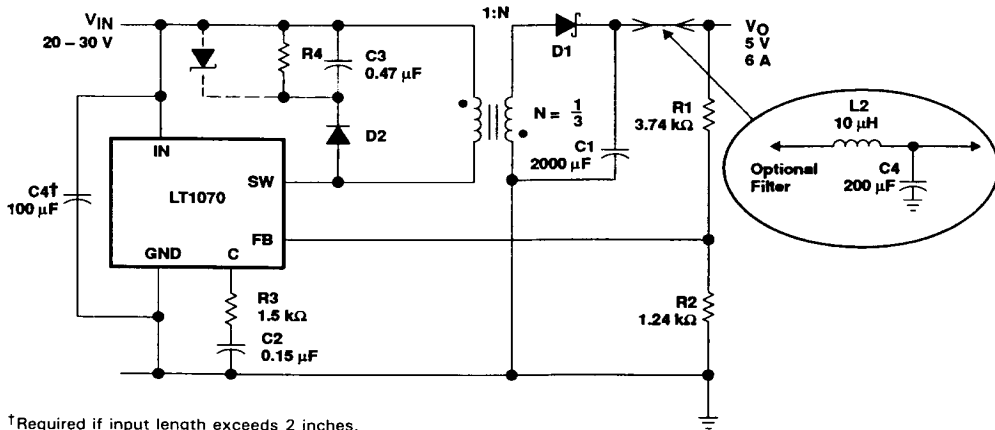 VIN
20 – 30 V
R4
C3
0.47 µF
1:N
D1
VO
5 V
6 A
N = 1/3
D2
R1
3.74 kΩ
C1
2000 µF
L2
10 µH
Optional
Filter
C4
200 µF
IN
C4†
100 µF
LT1070
SW
FB
GND
C
R3
1.5 kΩ
C2
0.15 µF
R2
1.24 kΩ
†Required if input length exceeds 2 inches.